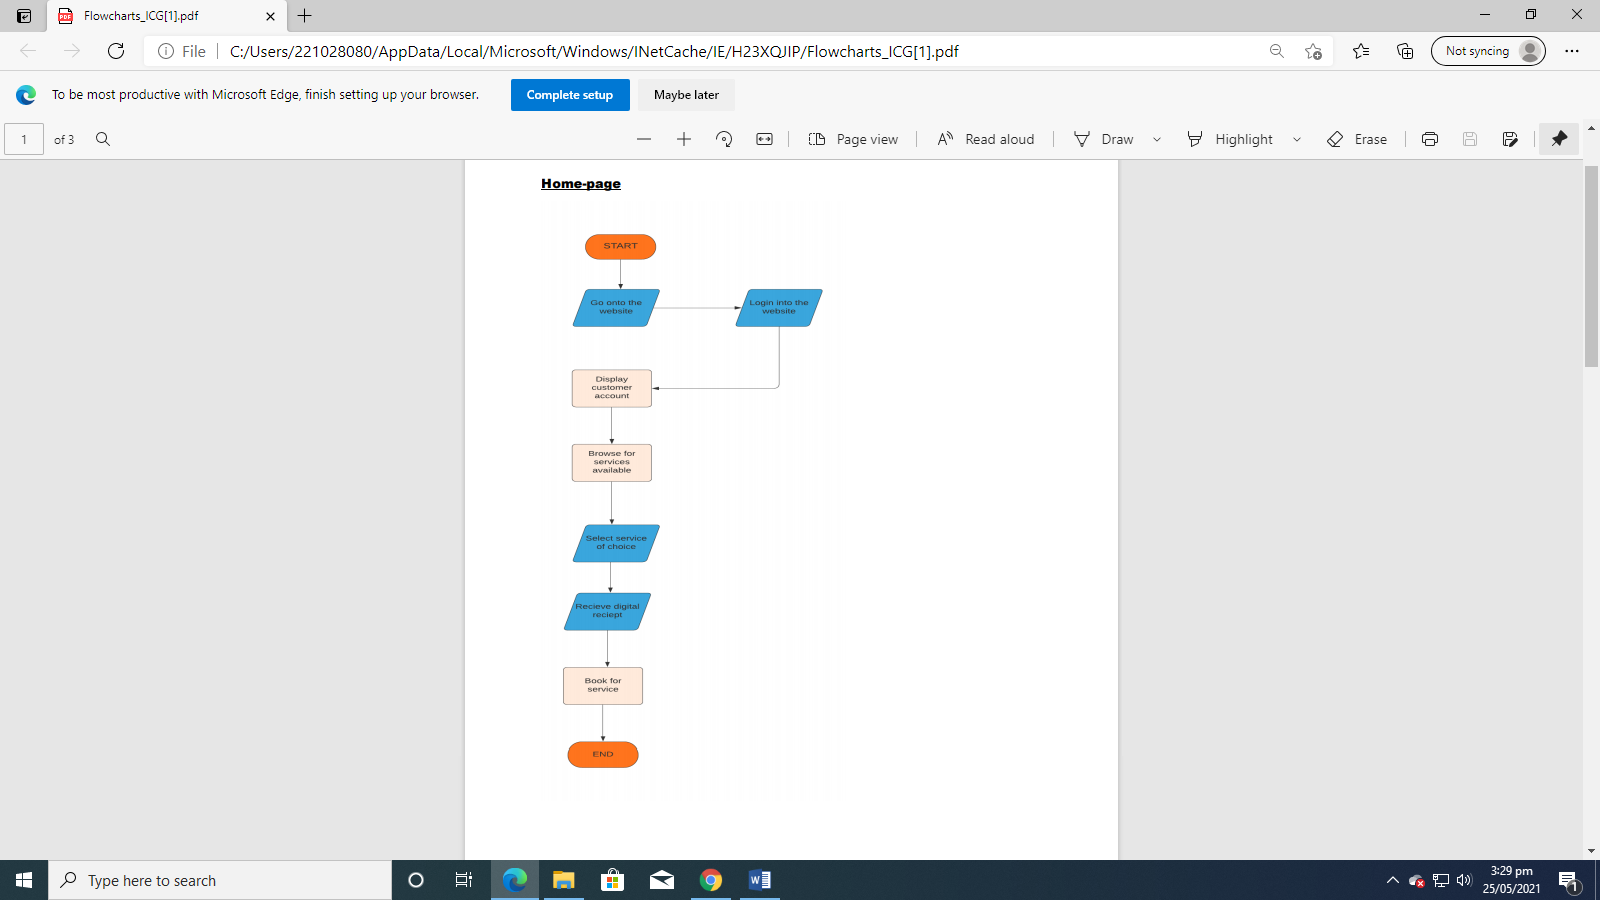 Flowcharts_ICG[1].pdf
File
C:/Users/221028080/AppData/Local/Microsoft/Windows/INetCache/IE/H23XQJIP/Flowcharts_ICG[1].pdf
Not syncing
To be most productive with Microsoft Edge, finish setting up your browser.
Complete setup
Maybe later
1
of 3
Page view
Read aloud
Draw
Highlight
Erase
Home-page
START
Go onto the
website
Login into the
website
Display
customer
account
Browse for
services
available
Select service
of choice
Recieve digital
reciept
Book for
service
END
Type here to search
3:29 pm
25/05/2021
1